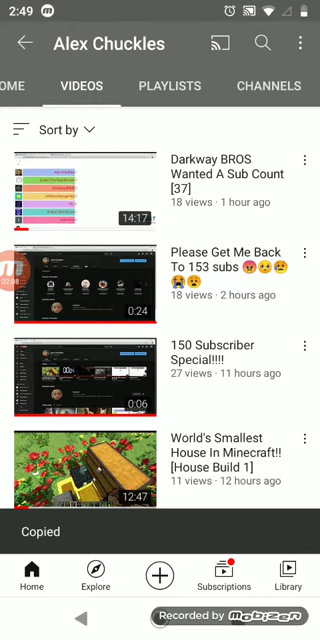 2:49
Alex Chuckles
OME
VIDEOS
PLAYLISTS
CHANNELS
Sort by
14:17
Darkway BROS
Wanted A Sub Count
[37]
18 views · 1 hour ago
02:08
0:24
Please Get Me Back
To 153 subs 😡🥺😢
😭😧
18 views · 2 hours ago
0:06
150 Subscriber
Special!!!!
27 views · 11 hours ago
12:47
World's Smallest
House In Minecraft!!
[House Build 1]
11 views · 12 hours ago
Copied
Home
Explore
Subscriptions
Library
Recorded by MOBIZEN